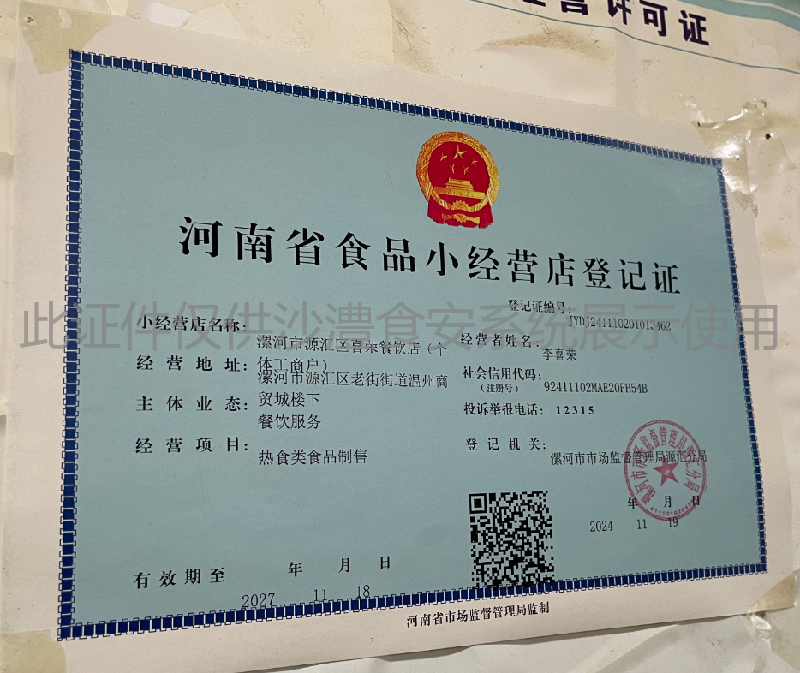 营许可证
河南省食品小经营店登记证
登记证编号:
此证件仅供沙澧食安系统展示使用
小经营店名称:
漯河市源汇区喜荣餐饮店(个
体工商户)
经营者姓名:
李喜荣
经营地址:
漯河市源汇区老街街道温州商
贸城楼下
社会信用代码:
(注册号)
92411102MAE20FH54B
主体业态:
餐饮服务
投诉举报电话: 12315
经营项目:
热食类食品制售
登记机关:
漯河市市场监督管理局源汇分局
年 月 日
2024 11 19
有效期至 年 月 日
2027 11 18
河南省市场监督管理局监制